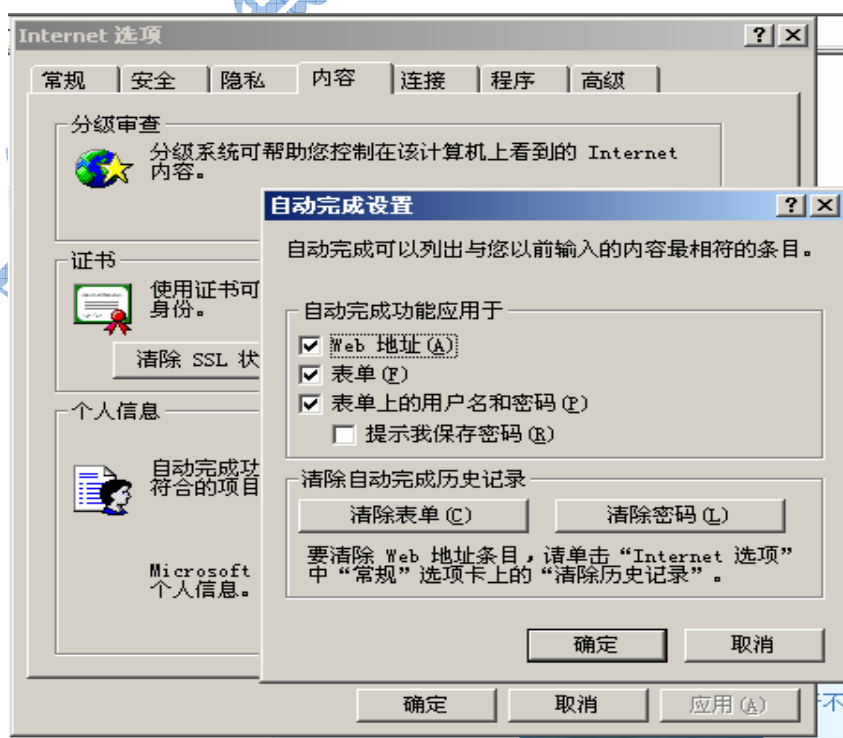 Internet 选项
常规 安全 隐私 内容 连接 程序 高级
分级审查
分级系统可帮助您控制在该计算机上看到的 Internet
内容。
证书
使用证书可
身份。
清除 SSL 状
个人信息
自动完成功
符合的项目
Microsoft
个人信息。
自动完成设置
自动完成可以列出与您以前输入的内容最相符的条目。
自动完成功能应用于
Web 地址(A)
表单(F)
表单上的用户名和密码(P)
提示我保存密码(R)
清除自动完成历史记录
清除表单(C) 清除密码(L)
要清除 Web 地址条目，请单击“Internet 选项”
中“常规”选项卡上的“清除历史记录”。
确定 取消
确定 取消 应用(A)
不